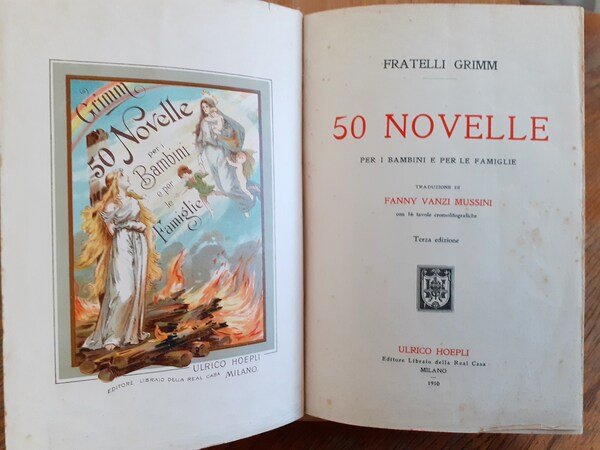 Grimm
50 Novelle
per i
Bambini
e per
le
Famiglie
ULRICO HOEPLI
EDITORE LIBRAIO DELLA REAL CASA MILANO.
FRATELLI GRIMM
50 NOVELLE
PER I BAMBINI E PER LE FAMIGLIE
TRADUZIONE DI
FANNY VANZI MUSSINI
con 16 tavole cromolitografiche
Terza edizione
ULRICO HOEPLI
Editore Libraio della Real Casa
MILANO
1910